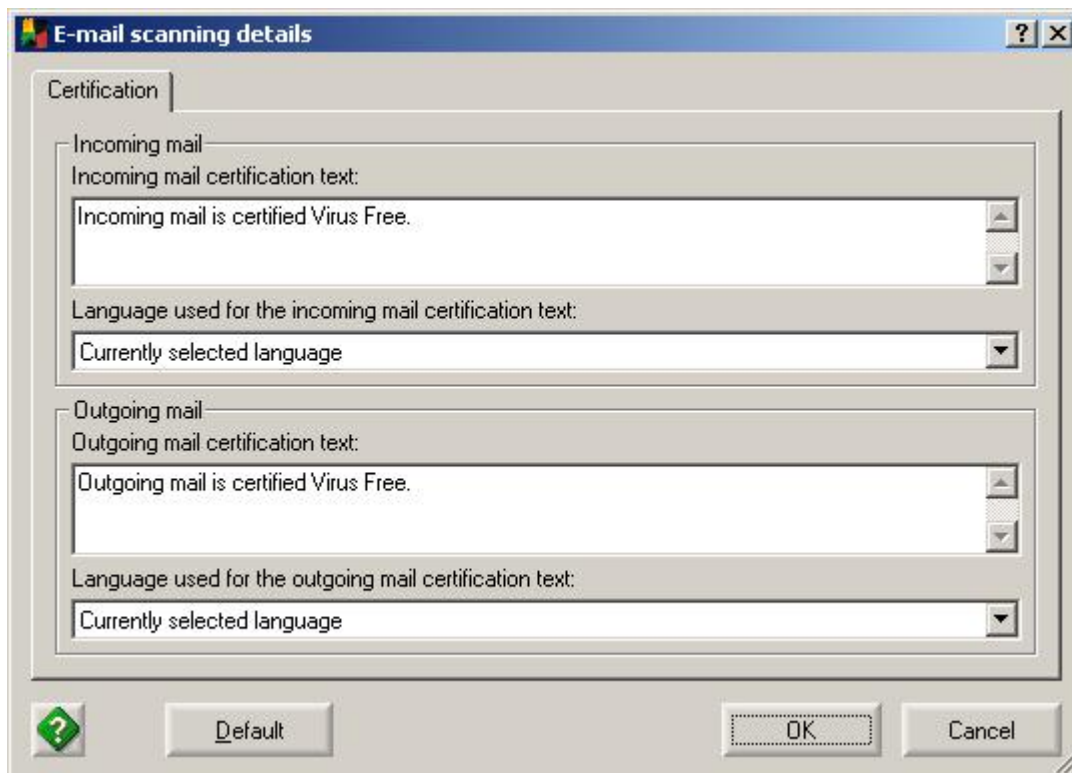 E-mail scanning details
Certification
Incoming mail
Incoming mail certification text:
Incoming mail is certified Virus Free.
Language used for the incoming mail certification text:
Currently selected language
Outgoing mail
Outgoing mail certification text:
Outgoing mail is certified Virus Free.
Language used for the outgoing mail certification text:
Currently selected language
Default OK Cancel